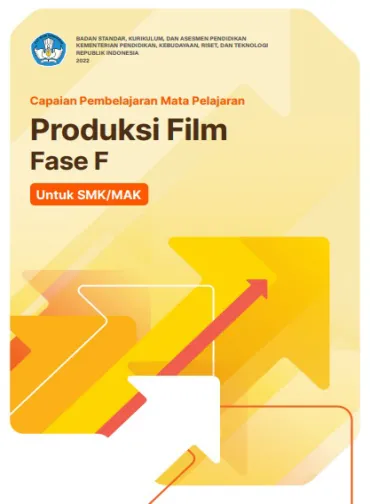 BADAN STANDAR, KURIKULUM, DAN ASESMEN PENDIDIKAN
KEMENTERIAN PENDIDIKAN, KEBUDAYAAN, RISET, DAN TEKNOLOGI
REPUBLIK INDONESIA
2022
Capaian Pembelajaran Mata Pelajaran
Produksi Film
Fase F
Untuk SMK/MAK